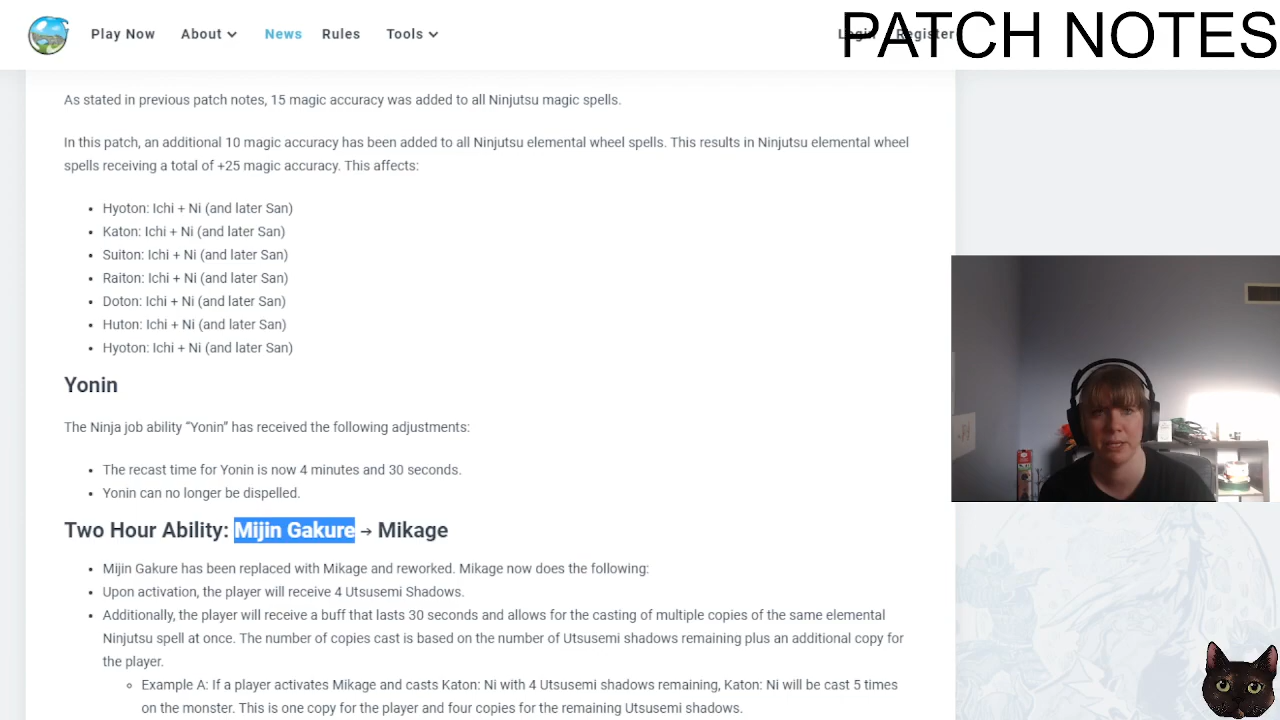 Play Now About News Rules Tools Login Register
PATCH NOTES
As stated in previous patch notes, 15 magic accuracy was added to all Ninjutsu magic spells.
In this patch, an additional 10 magic accuracy has been added to all Ninjutsu elemental wheel spells. This results in Ninjutsu elemental wheel
spells receiving a total of +25 magic accuracy. This affects:
• Hyoton: Ichi + Ni (and later San)
• Katon: Ichi + Ni (and later San)
• Suiton: Ichi + Ni (and later San)
• Raiton: Ichi + Ni (and later San)
• Doton: Ichi + Ni (and later San)
• Huton: Ichi + Ni (and later San)
• Hyoton: Ichi + Ni (and later San)
Yonin
The Ninja job ability “Yonin” has received the following adjustments:
• The recast time for Yonin is now 4 minutes and 30 seconds.
• Yonin can no longer be dispelled.
Two Hour Ability: Mijin Gakure → Mikage
• Mijin Gakure has been replaced with Mikage and reworked. Mikage now does the following:
• Upon activation, the player will receive 4 Utsusemi Shadows.
• Additionally, the player will receive a buff that lasts 30 seconds and allows for the casting of multiple copies of the same elemental
Ninjutsu spell at once. The number of copies cast is based on the number of Utsusemi shadows remaining plus an additional copy for
the player.
◦ Example A: If a player activates Mikage and casts Katon: Ni with 4 Utsusemi shadows remaining, Katon: Ni will be cast 5 times
on the monster. This is one copy for the player and four copies for the remaining Utsusemi shadows.